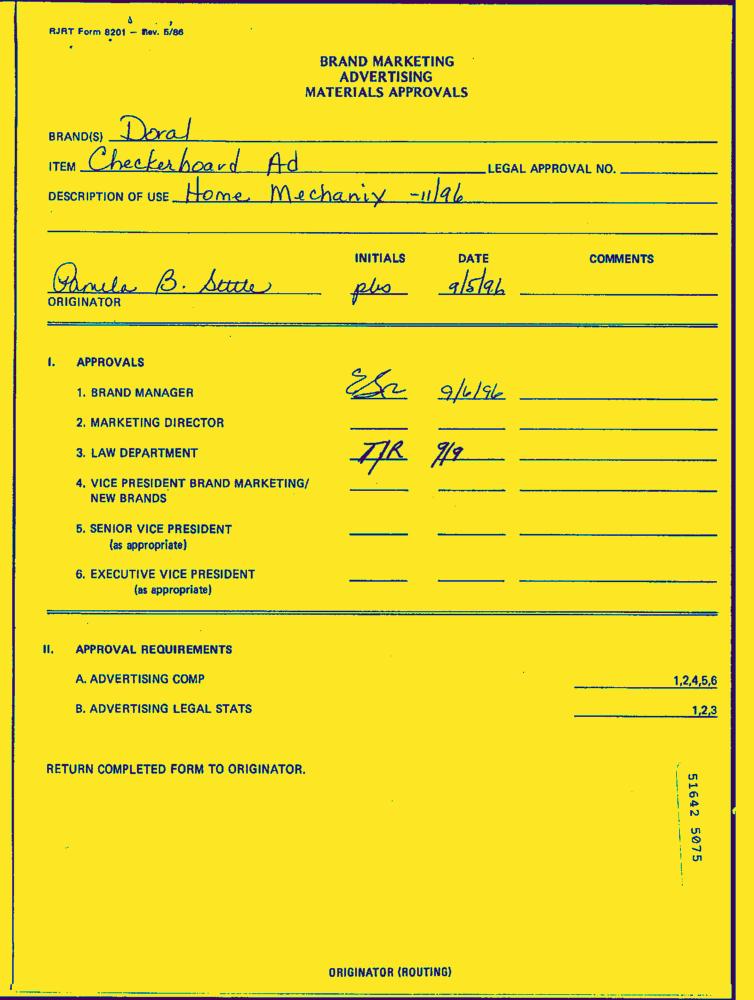 RJRT Form 8201 — Rev. 5/86
BRAND MARKETING
ADVERTISING
MATERIALS APPROVALS
BRAND(S) Doral
ITEM Checkerboard Ad LEGAL APPROVAL NO.
DESCRIPTION OF USE Home Mechanix -11/96
INITIALS DATE COMMENTS
Pamela B. pbs 9/5/96
ORIGINATOR
I. APPROVALS
1. BRAND MANAGER 9/6/96
2. MARKETING DIRECTOR
3. LAW DEPARTMENT TJR 9/9
4. VICE PRESIDENT BRAND MARKETING/
NEW BRANDS
5. SENIOR VICE PRESIDENT
(as appropriate)
6. EXECUTIVE VICE PRESIDENT
(as appropriate)
II. APPROVAL REQUIREMENTS
A. ADVERTISING COMP 1,2,4,5,6
B. ADVERTISING LEGAL STATS 1,2,3
RETURN COMPLETED FORM TO ORIGINATOR.
51642 5075
ORIGINATOR (ROUTING)